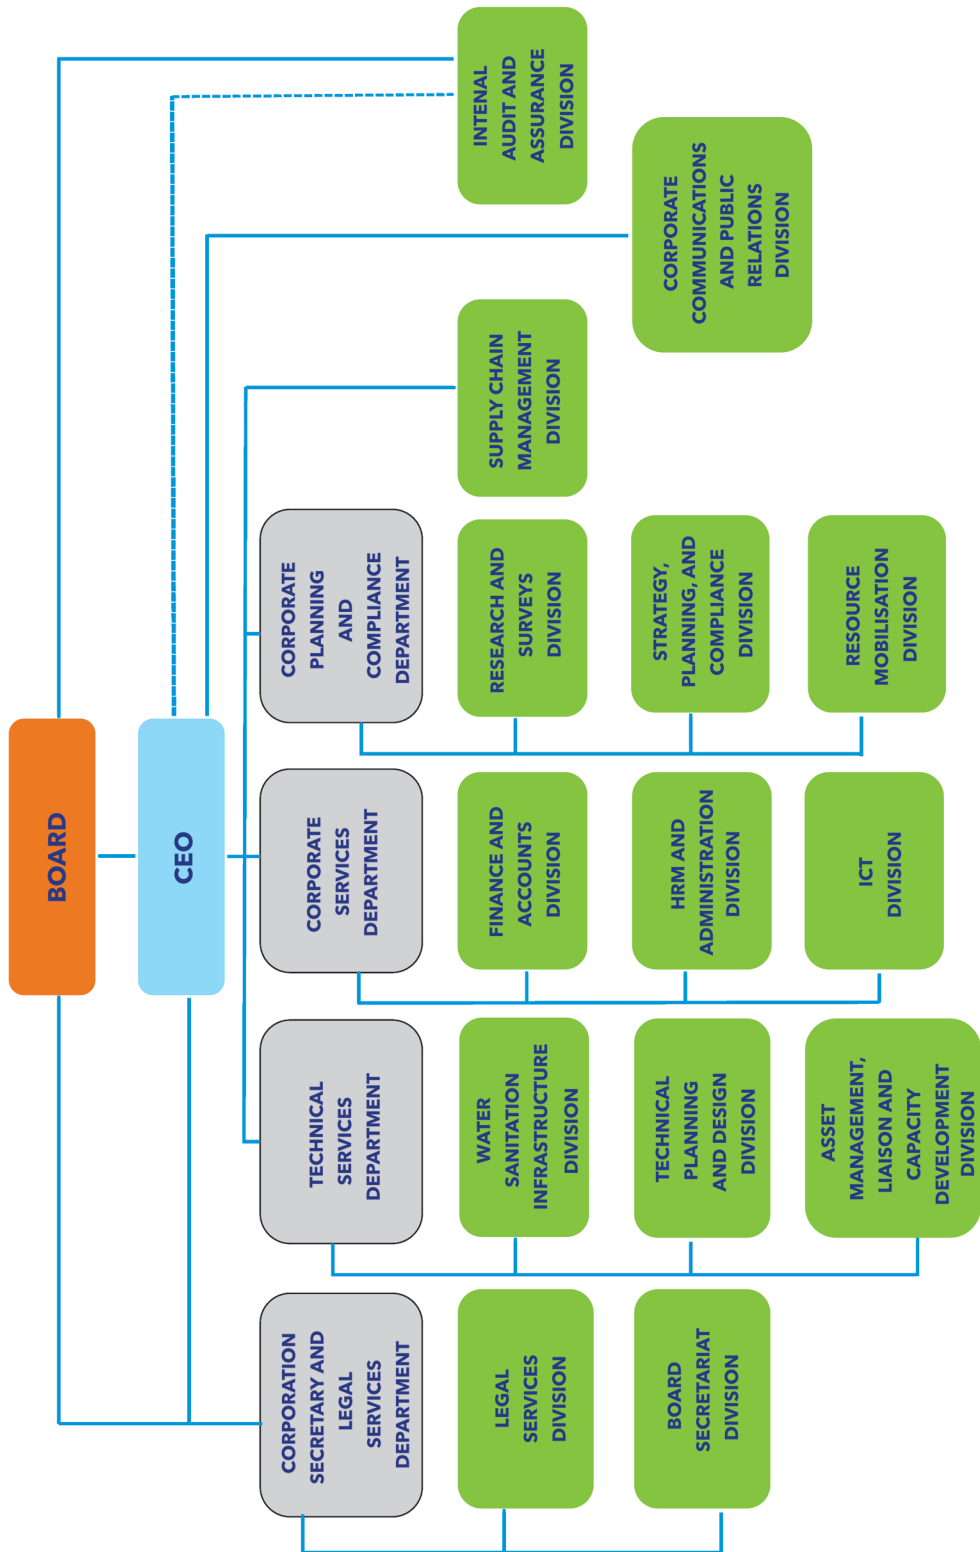 BOARD
CEO
CORPORATION
SECRETARY AND
LEGAL
SERVICES
DEPARTMENT
TECHNICAL
SERVICES
DEPARTMENT
CORPORATE
SERVICES
DEPARTMENT
CORPORATE
PLANNING
AND
COMPLIANCE
DEPARTMENT
LEGAL
SERVICES
DIVISION
WATER
SANITATION
INFRASTRUCTURE
DIVISION
FINANCE AND
ACCOUNTS
DIVISION
RESEARCH AND
SURVEYS
DIVISION
SUPPLY CHAIN
MANAGEMENT
DIVISION
INTENAL
AUDIT AND
ASSURANCE
DIVISION
BOARD
SECRETARIAT
DIVISION
TECHNICAL
PLANNING
AND DESIGN
DIVISION
HRM AND
ADMINISTRATION
DIVISION
STRATEGY,
PLANNING, AND
COMPLIANCE
DIVISION
CORPORATE
COMMUNICATIONS
AND PUBLIC
RELATIONS
DIVISION
ASSET
MANAGEMENT,
LIAISON AND
CAPACITY
DEVELOPMENT
DIVISION
ICT
DIVISION
RESOURCE
MOBILISATION
DIVISION